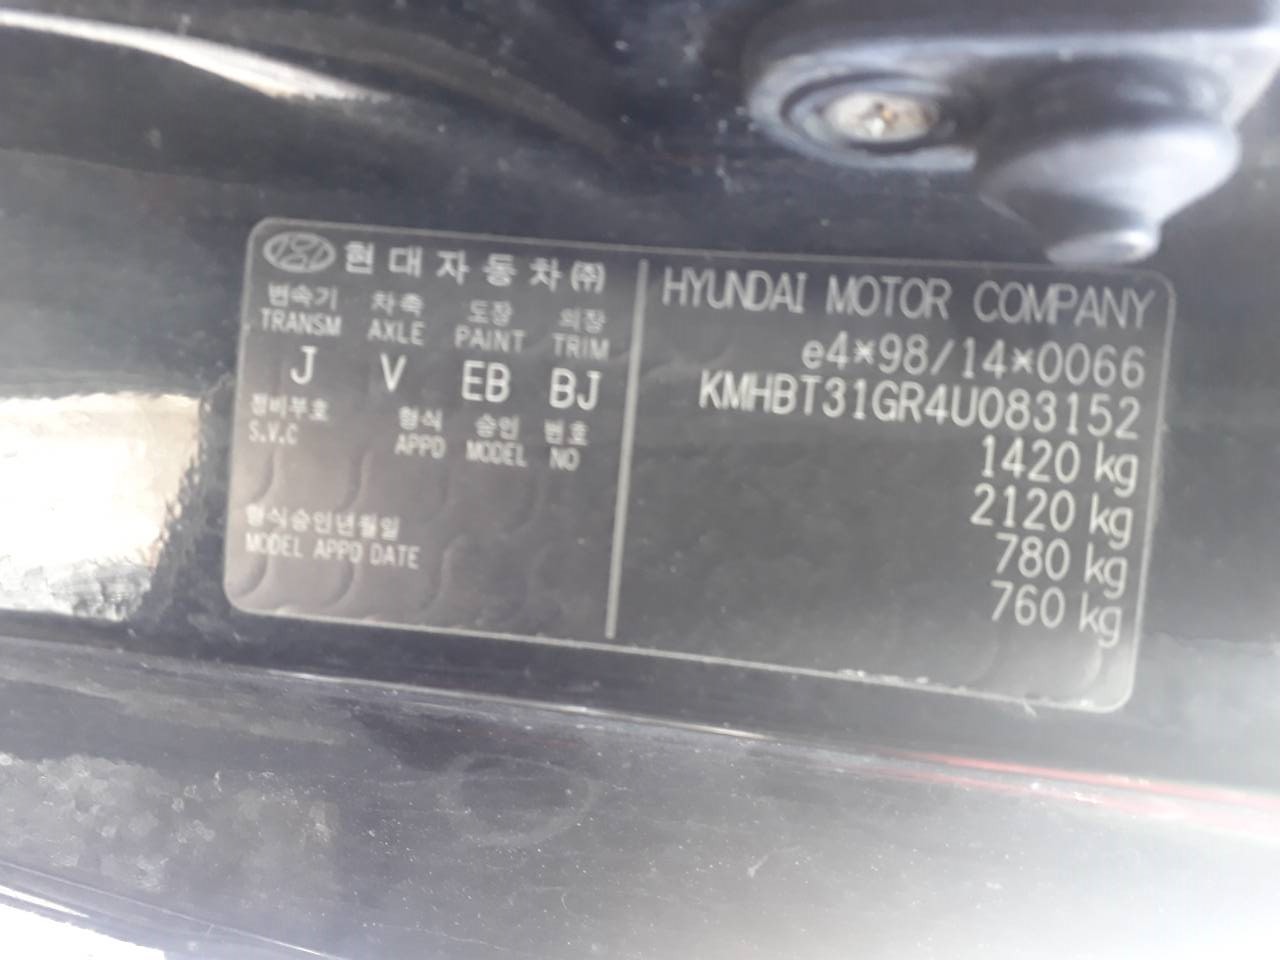 현대자동차(주)
변속기 차축 도장 의장
TRANSM AXLE PAINT TRIM
J V EB BJ
정비부호 형식 승인 번호
S.V.C APPD MODEL NO
형식승인년월일
MODEL APPD DATE
HYUNDAI MOTOR COMPANY
e4*98/14*0066
KMHBT31GR4U083152
1420 kg
2120 kg
780 kg
760 kg